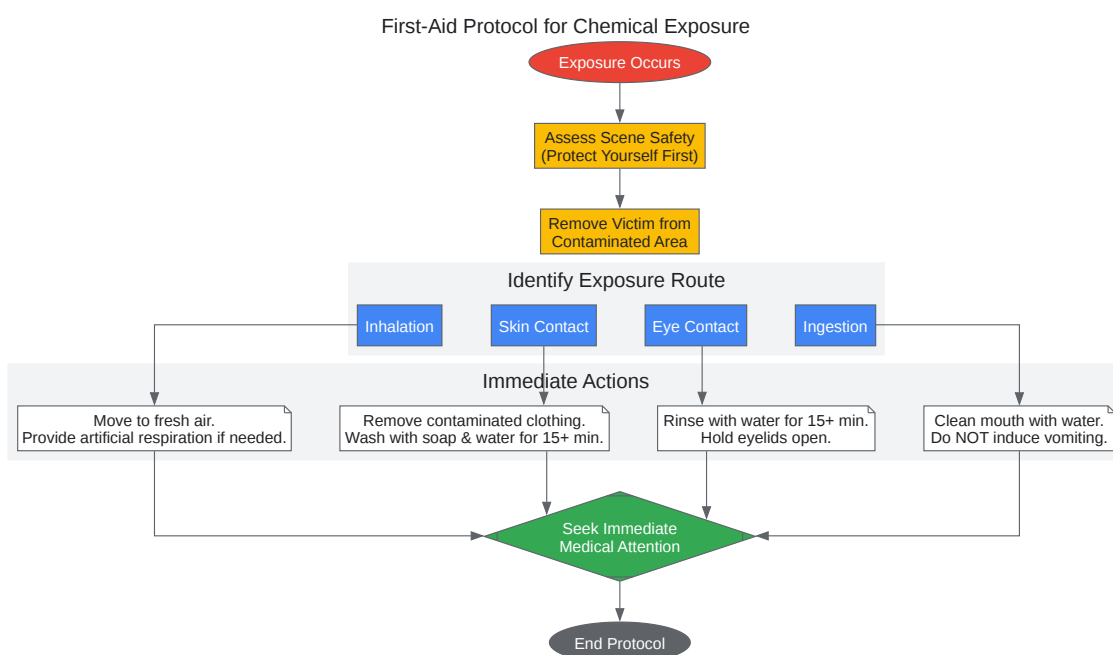 First-Aid Protocol for Chemical Exposure
Exposure Occurs
Assess Scene Safety
(Protect Yourself First)
Remove Victim from
Contaminated Area
Identify Exposure Route
Inhalation
Skin Contact
Eye Contact
Ingestion
Immediate Actions
Move to fresh air.
Provide artificial respiration if needed.
Remove contaminated clothing.
Wash with soap & water for 15+ min.
Rinse with water for 15+ min.
Hold eyelids open.
Clean mouth with water.
Do NOT induce vomiting.
Seek Immediate
Medical Attention
End Protocol